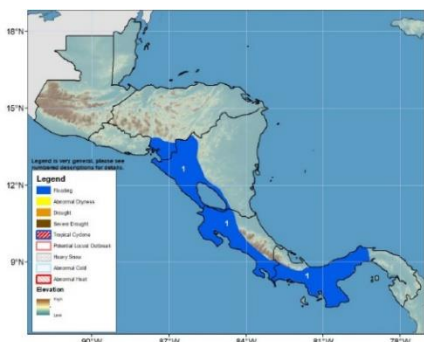 18°N
15°N
12°N
9°N
1
1
1
Legend is very general, please see
numbered descriptions for details.
Legend
Flooding
Abnormal Dryness
Drought
Severe Drought
Tropical Cyclone
Potential Locust Outbreak
Heavy Snow
Abnormal Cold
Abnormal Heat
Elevation
High
Low
90°W
87°W
84°W
81°W
78°W